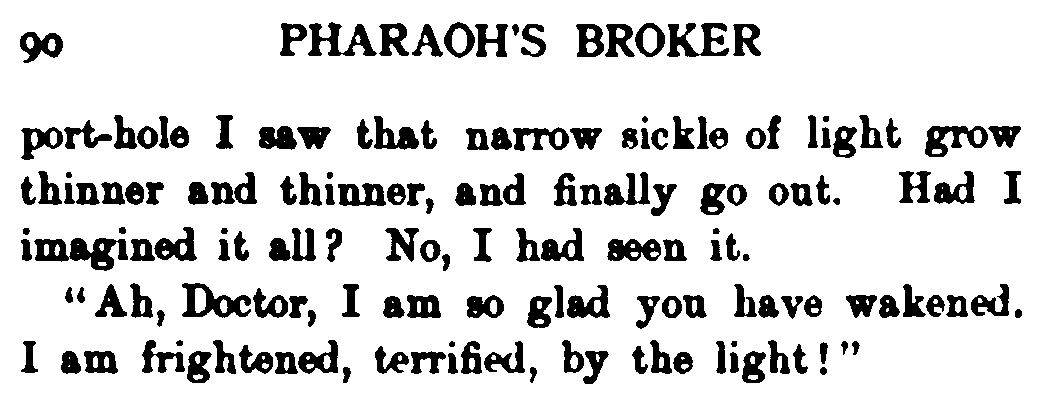 90 PHARAOH'S BROKER
port-hole I saw that narrow sickle of light grow
thinner and thinner, and finally go out. Had I
imagined it all? No, I had seen it.
"Ah, Doctor, I am so glad you have wakened.
I am frightened, terrified, by the light!"